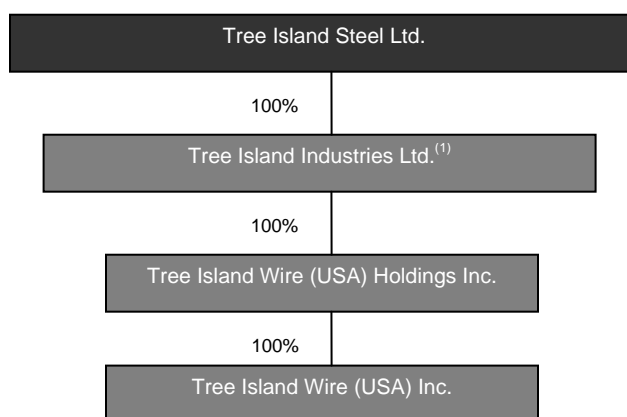 Tree Island Steel Ltd.
100%
Tree Island Industries Ltd.(1)
100%
Tree Island Wire (USA) Holdings Inc.
100%
Tree Island Wire (USA) Inc.